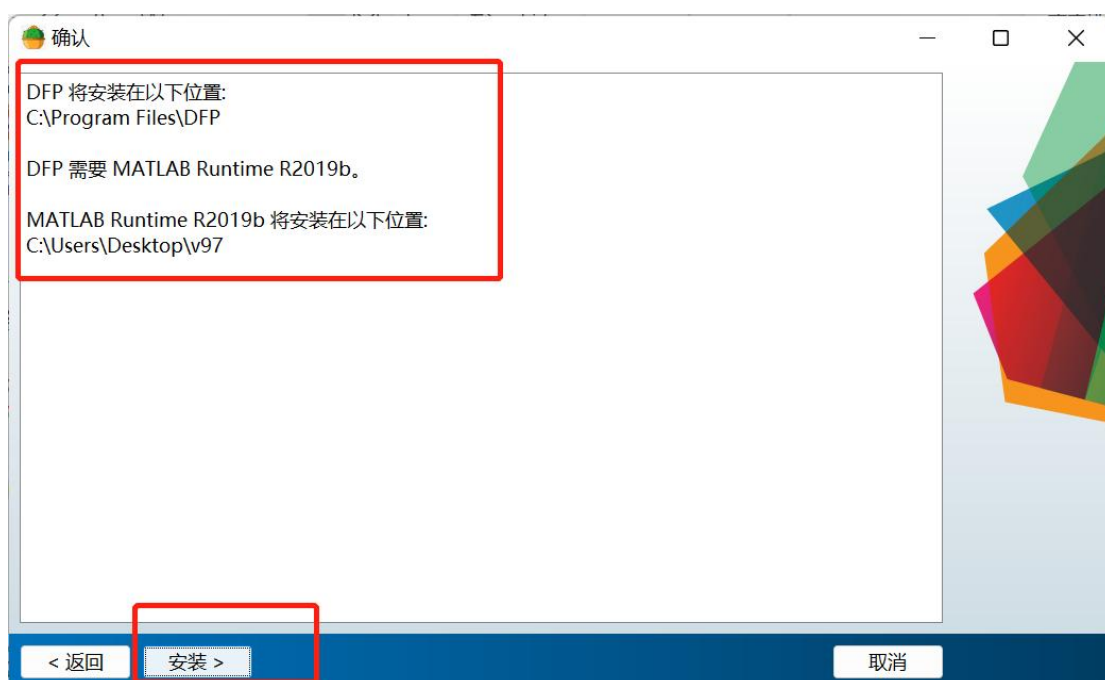 确认
DFP 将安装在以下位置:
C:\Program Files\DFP
DFP 需要 MATLAB Runtime R2019b。
MATLAB Runtime R2019b 将安装在以下位置:
C:\Users\Desktop\v97
< 返回
安装 >
取消